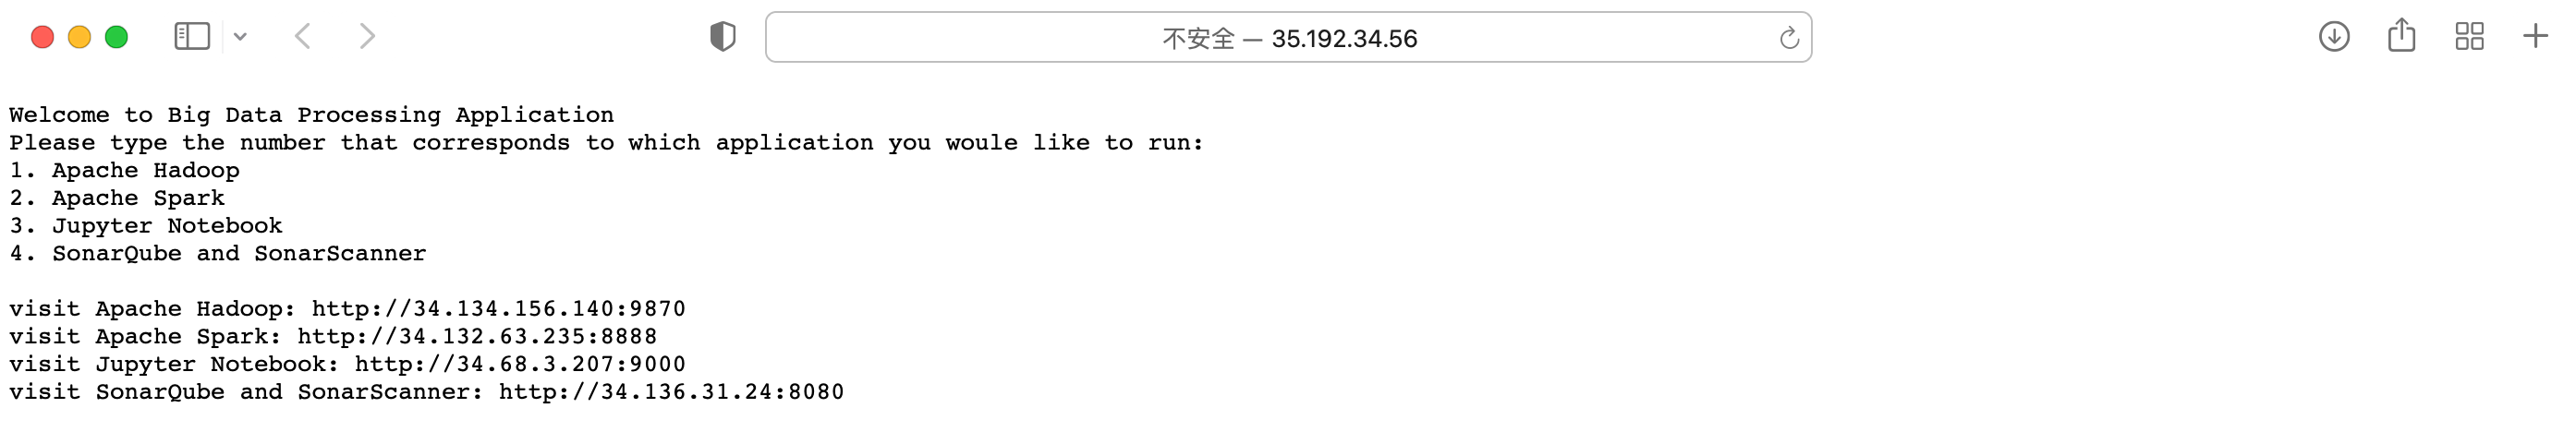 不安全 — 35.192.34.56
Welcome to Big Data Processing Application
Please type the number that corresponds to which application you woule like to run:
1. Apache Hadoop
2. Apache Spark
3. Jupyter Notebook
4. SonarQube and SonarScanner
visit Apache Hadoop: http://34.134.156.140:9870
visit Apache Spark: http://34.132.63.235:8888
visit Jupyter Notebook: http://34.68.3.207:9000
visit SonarQube and SonarScanner: http://34.136.31.24:8080